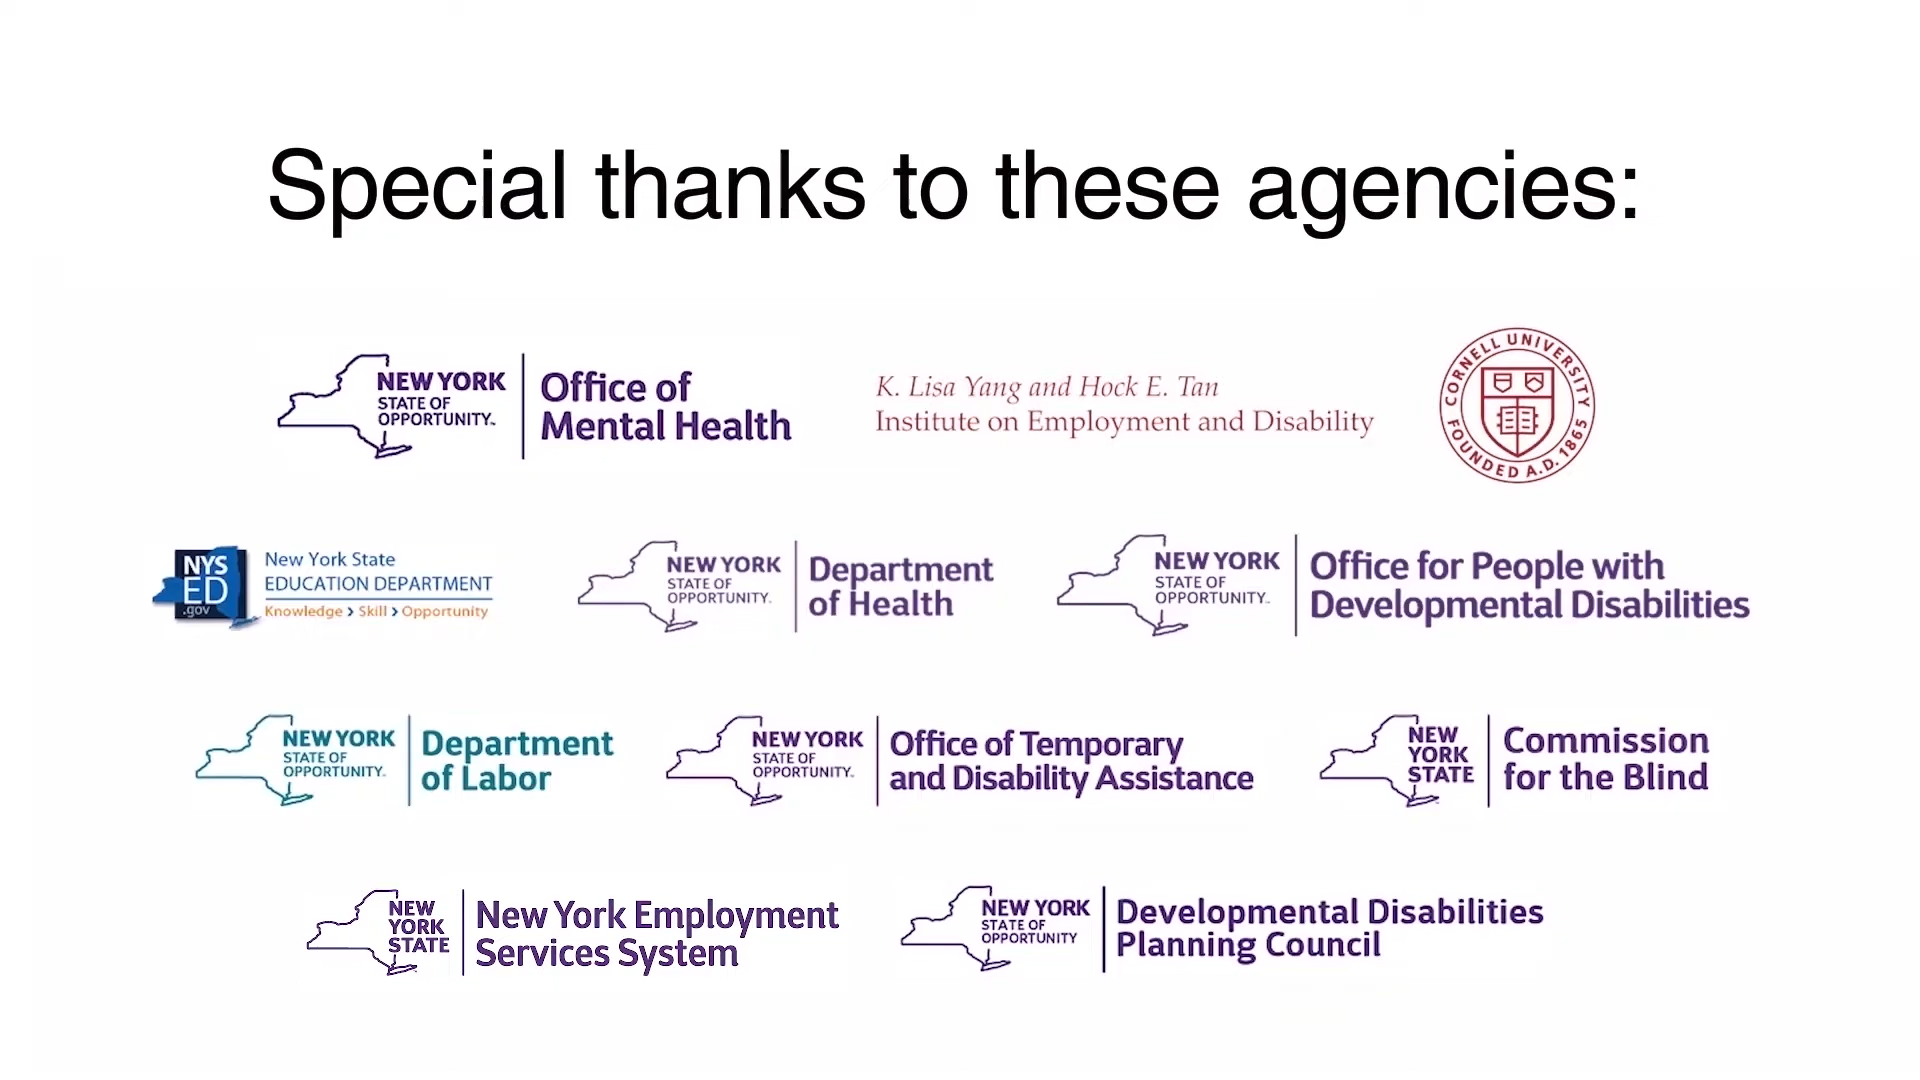 Special thanks to these agencies:
NEW YORK
STATE OF
OPPORTUNITY™
Office of
Mental Health
K. Lisa Yang and Hock E. Tan
Institute on Employment and Disability
CORNELL UNIVERSITY
FOUNDED A.D. 1865
NYS
ED
.gov
New York State
EDUCATION DEPARTMENT
Knowledge > Skill > Opportunity
NEW YORK
STATE OF
OPPORTUNITY™
Department
of Health
NEW YORK
STATE OF
OPPORTUNITY™
Office for People with
Developmental Disabilities
NEW YORK
STATE OF
OPPORTUNITY™
Department
of Labor
NEW YORK
STATE OF
OPPORTUNITY™
Office of Temporary
and Disability Assistance
NEW
YORK
STATE
Commission
for the Blind
NEW
YORK
STATE
New York Employment
Services System
NEW YORK
STATE OF
OPPORTUNITY
Developmental Disabilities
Planning Council